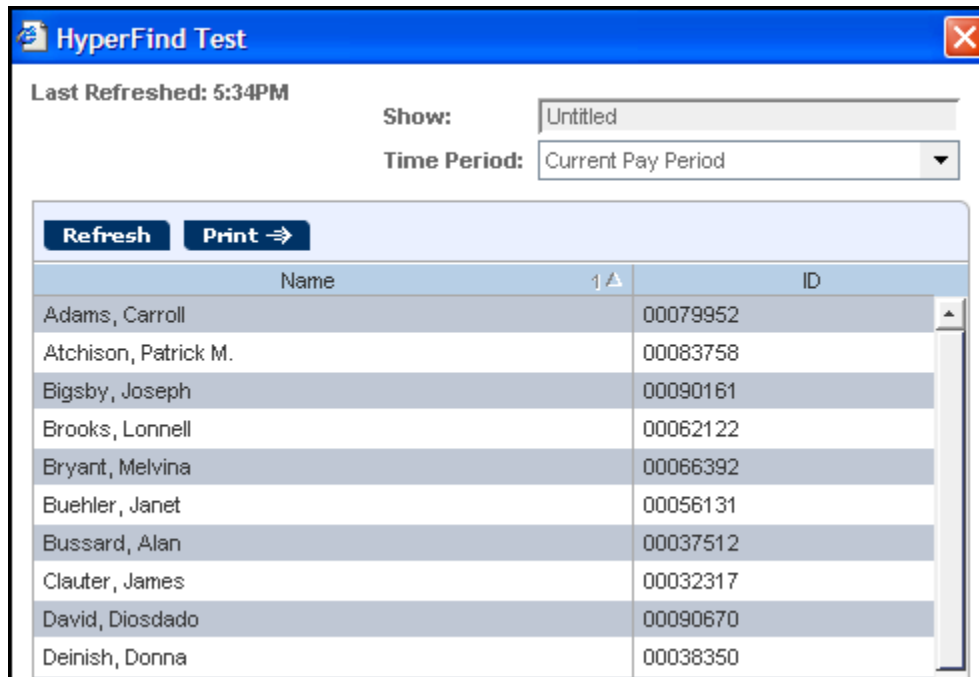 HyperFind Test
Last Refreshed: 5:34PM
Show: Untitled
Time Period: Current Pay Period
Refresh Print
Name 1 ID
Adams, Carroll 00079952
Atchison, Patrick M. 00083758
Bigsby, Joseph 00090161
Brooks, Lonnell 00062122
Bryant, Melvina 00066392
Buehler, Janet 00056131
Bussard, Alan 00037512
Clauter, James 00032317
David, Diosdado 00090670
Deinish, Donna 00038350